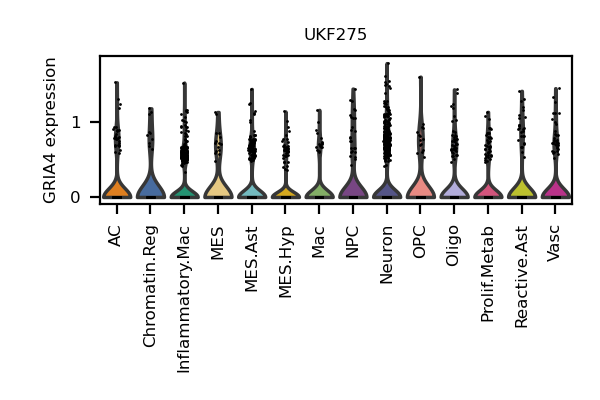 UKF275
GRIA4 expression
1
0
AC
Chromatin.Reg
Inflammatory.Mac
MES
MES.Ast
MES.Hyp
Mac
NPC
Neuron
OPC
Oligo
Prolif.Metab
Reactive.Ast
Vasc